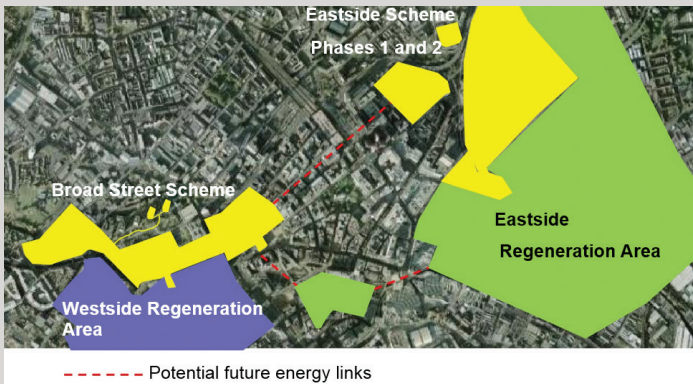 Eastside Scheme
Phases 1 and 2
Broad Street Scheme
Eastside
Regeneration Area
Westside Regeneration
Area
Potential future energy links